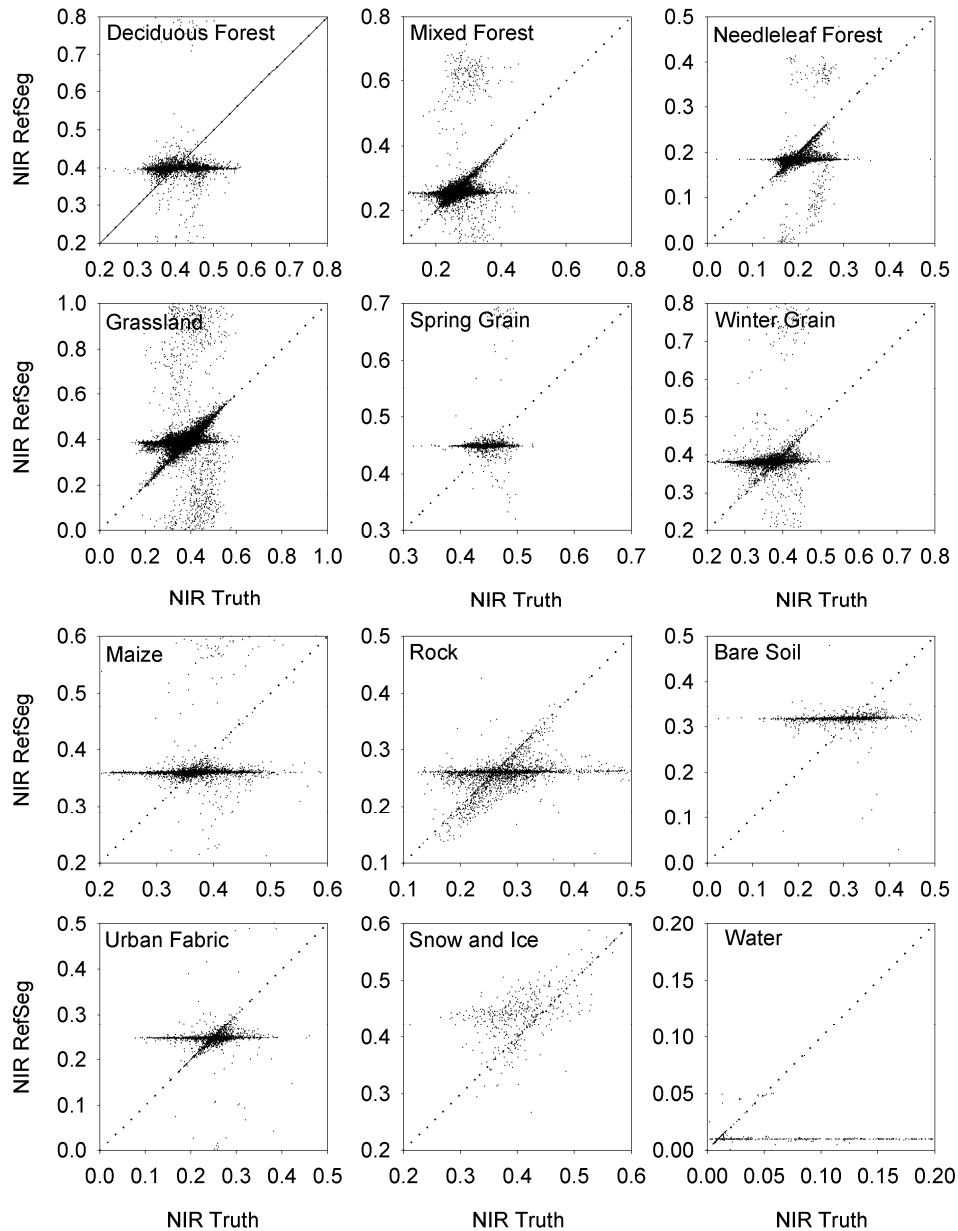 Deciduous Forest
0.8
0.7
0.6
0.5
0.4
0.3
0.2
0.2 0.3 0.4 0.5 0.6 0.7 0.8
NIR RefSeg
Mixed Forest
0.8
0.6
0.4
0.2
0.2 0.4 0.6 0.8
Needleleaf Forest
0.5
0.4
0.3
0.2
0.1
0.0
0.0 0.1 0.2 0.3 0.4 0.5
Grassland
1.0
0.8
0.6
0.4
0.2
0.0
0.0 0.2 0.4 0.6 0.8 1.0
NIR RefSeg
NIR Truth
Spring Grain
0.7
0.6
0.5
0.4
0.3
0.3 0.4 0.5 0.6 0.7
NIR Truth
Winter Grain
0.8
0.7
0.6
0.5
0.4
0.3
0.2
0.2 0.3 0.4 0.5 0.6 0.7 0.8
NIR Truth
Maize
0.6
0.5
0.4
0.3
0.2
0.2 0.3 0.4 0.5 0.6
NIR RefSeg
Rock
0.5
0.4
0.3
0.2
0.1
0.1 0.2 0.3 0.4 0.5
Bare Soil
0.5
0.4
0.3
0.2
0.1
0.0
0.0 0.1 0.2 0.3 0.4 0.5
Urban Fabric
0.5
0.4
0.3
0.2
0.1
0.0
0.0 0.1 0.2 0.3 0.4 0.5
NIR RefSeg
NIR Truth
Snow and Ice
0.6
0.5
0.4
0.3
0.2
0.2 0.3 0.4 0.5 0.6
NIR Truth
Water
0.20
0.15
0.10
0.05
0.00
0.00 0.05 0.10 0.15 0.20
NIR Truth